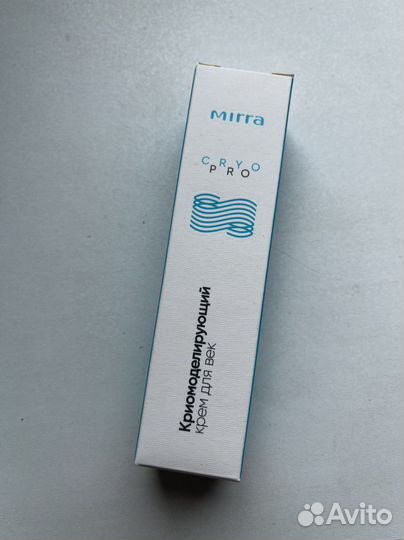 mirra
CRYO
PRO
Криомоделирующий
крем для век
Avito